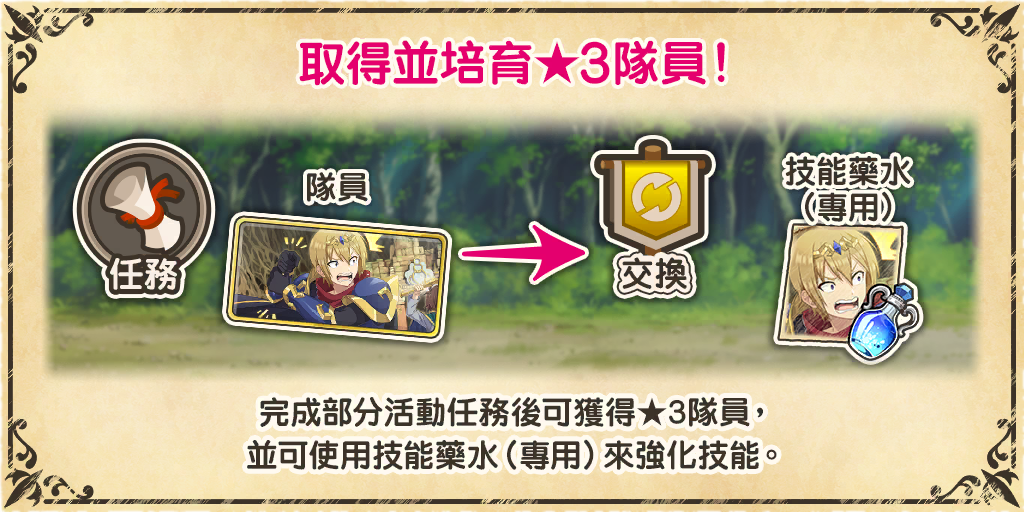 取得並培育★3隊員！
任務
隊員
交換
技能藥水
（專用）
完成部分活動任務後可獲得★3隊員，
並可使用技能藥水（專用）來強化技能。